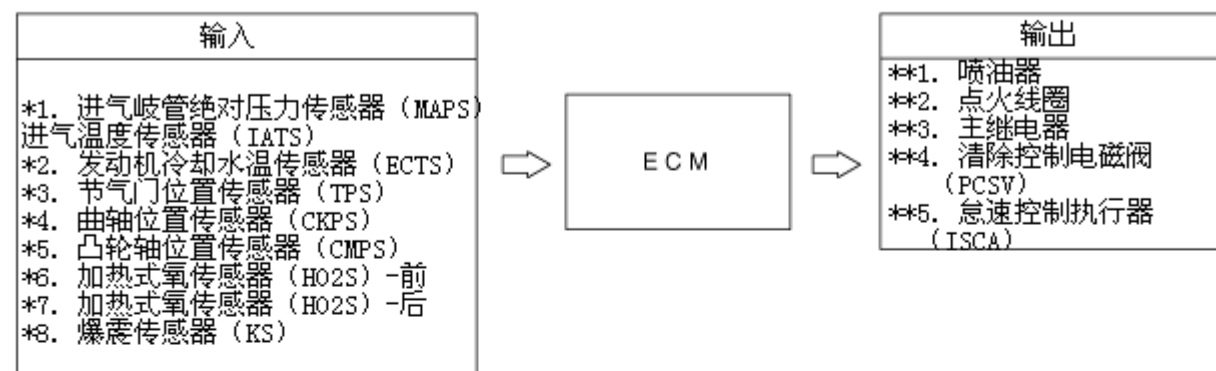 输入
*1. 进气岐管绝对压力传感器（MAPS）
进气温度传感器（IATS）
*2. 发动机冷却水温传感器（ECTS）
*3. 节气门位置传感器（TPS）
*4. 曲轴位置传感器（CKPS）
*5. 凸轮轴位置传感器（CMPS）
*6. 加热式氧传感器（HO2S）-前
*7. 加热式氧传感器（HO2S）-后
*8. 爆震传感器（KS）
ECM
输出
**1. 喷油器
**2. 点火线圈
**3. 主继电器
**4. 清除控制电磁阀
（PCSV）
**5. 怠速控制执行器
（ISCA）